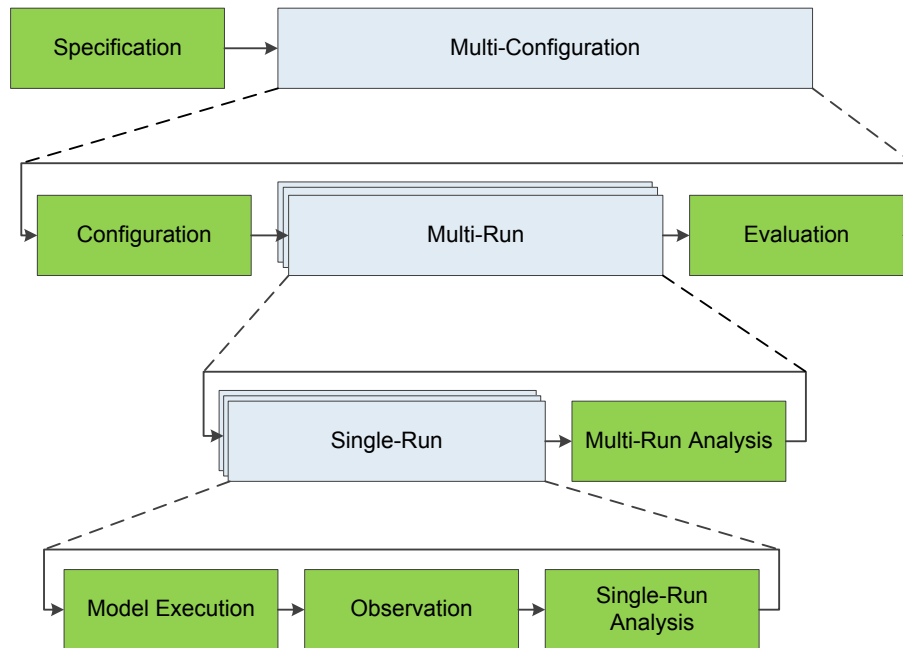 Specification
Multi-Configuration
Configuration
Multi-Run
Evaluation
Single-Run
Multi-Run Analysis
Model Execution
Observation
Single-Run
Analysis